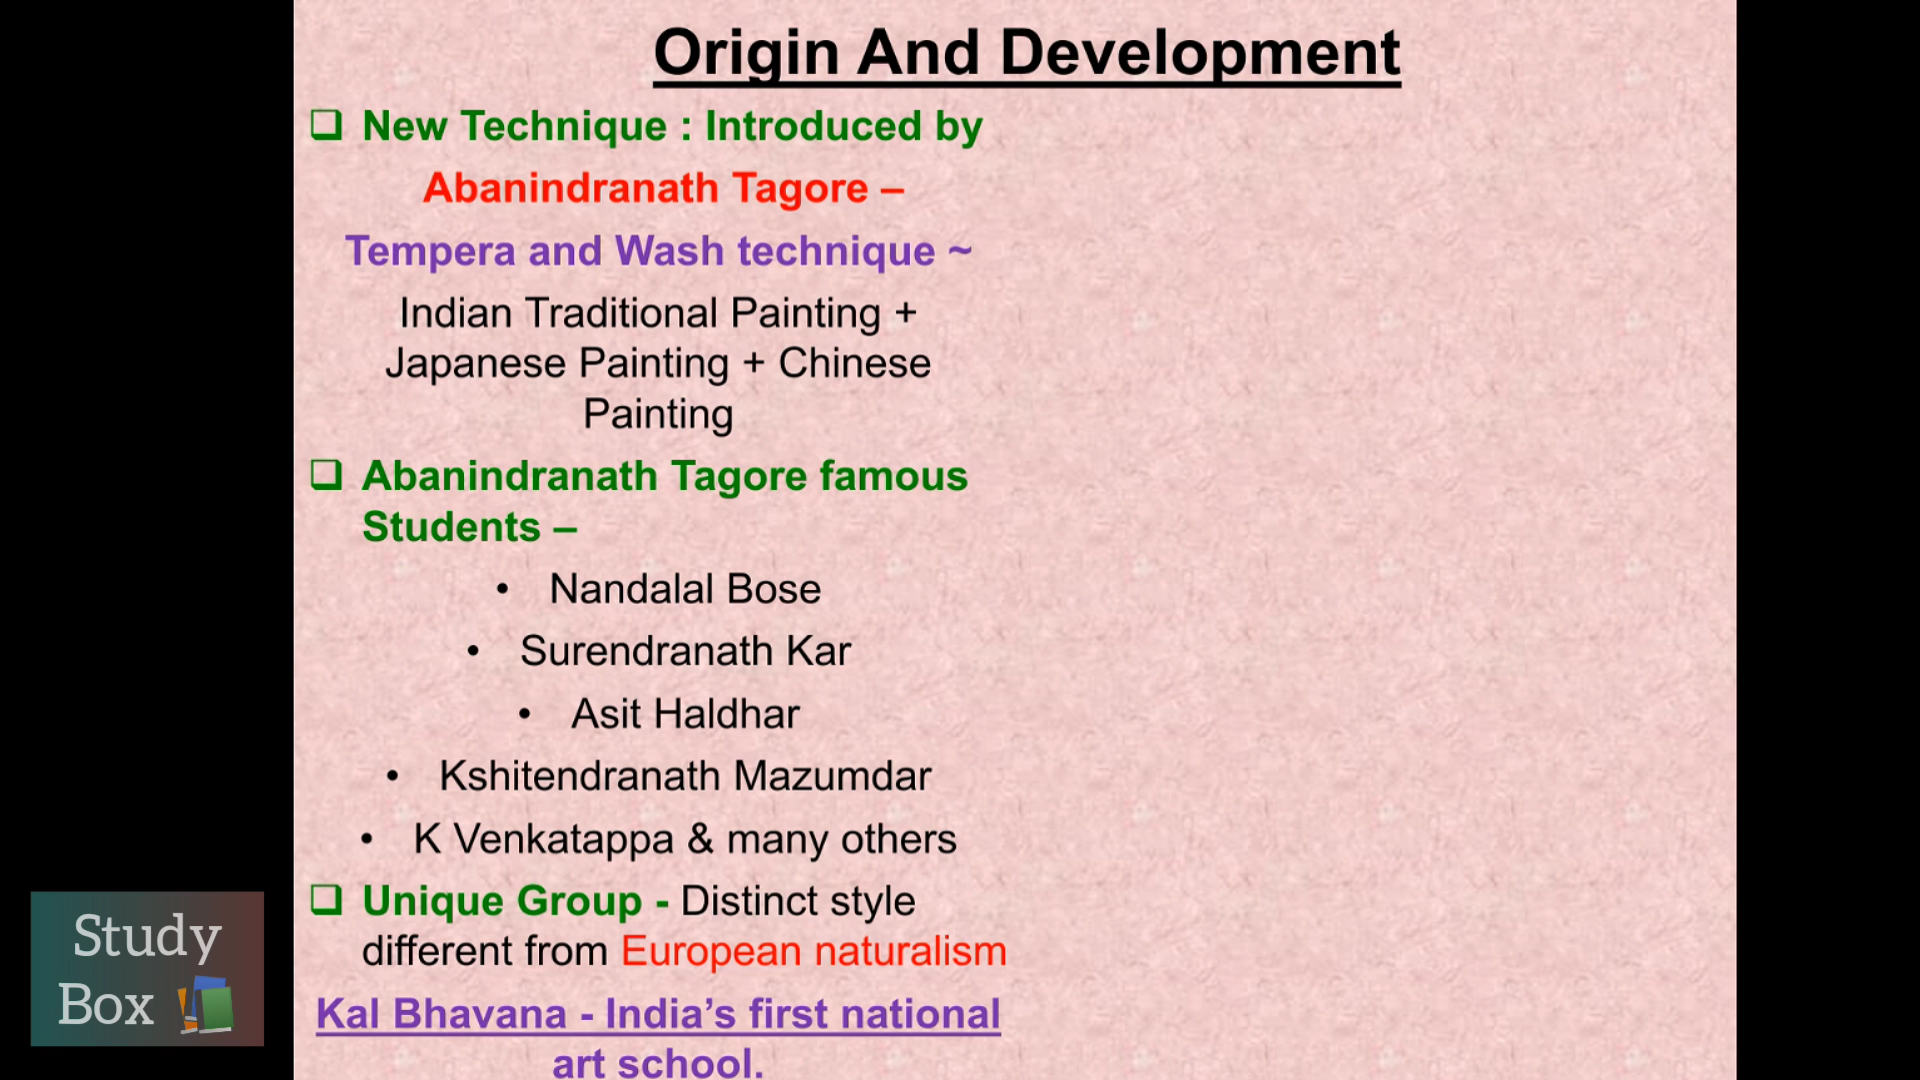 Origin And Development
❑ New Technique : Introduced by
Abanindranath Tagore –
Tempera and Wash technique ~
Indian Traditional Painting +
Japanese Painting + Chinese
Painting
❑ Abanindranath Tagore famous
Students –
• Nandalal Bose
• Surendranath Kar
• Asit Haldhar
• Kshitendranath Mazumdar
• K Venkatappa & many others
❑ Unique Group - Distinct style
different from European naturalism
Kal Bhavana - India’s first national
art school.
Study
Box